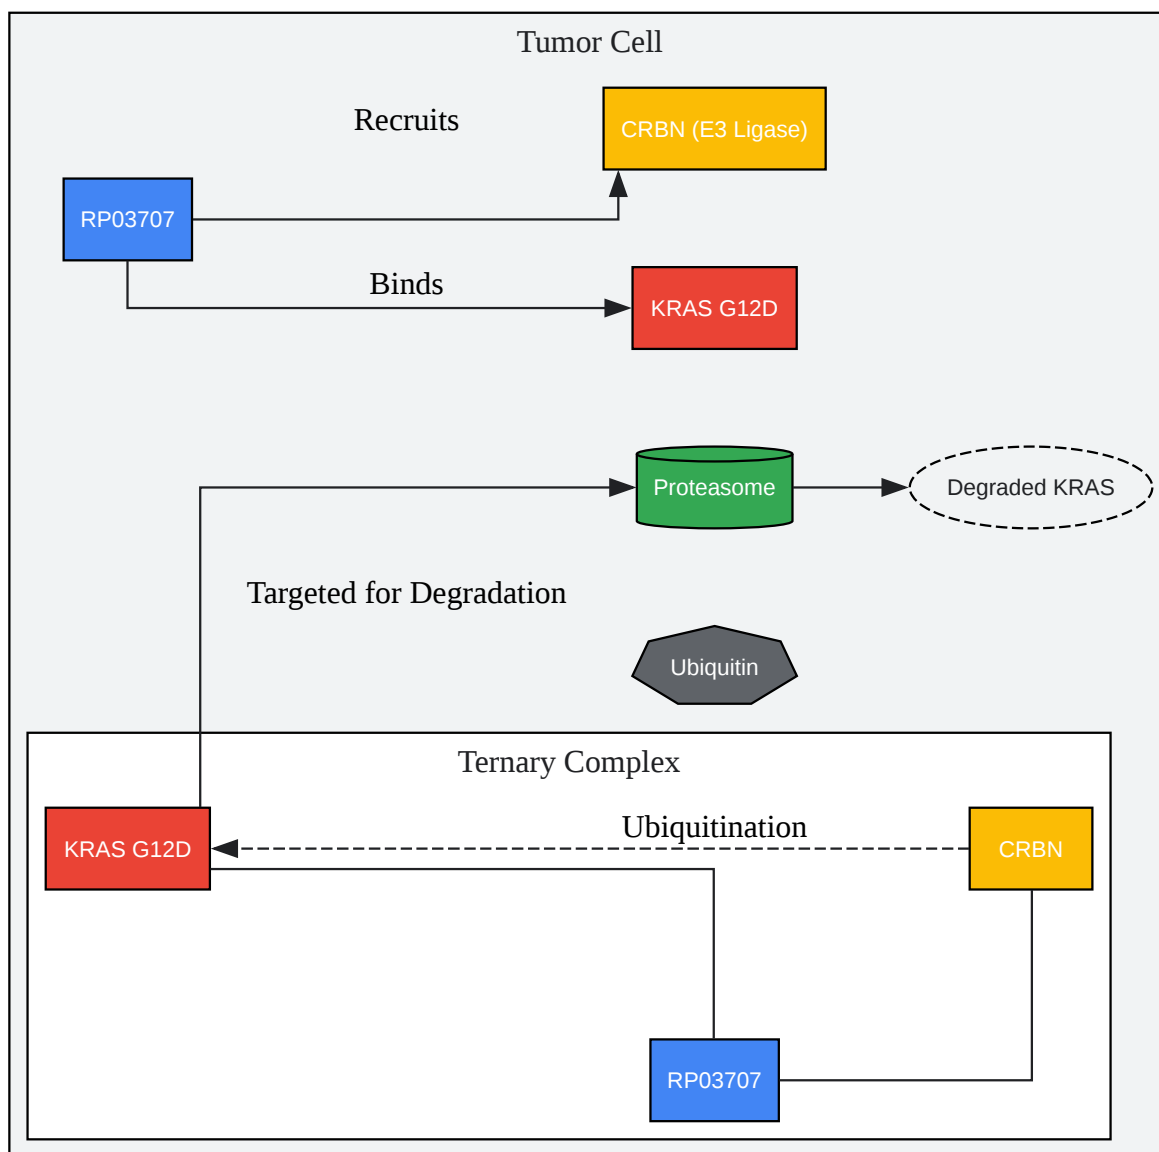 Tumor Cell
Recruits
CRBN (E3 Ligase)
RP03707
Binds
KRAS G12D
Proteasome
Degraded KRAS
Targeted for Degradation
Ubiquitin
Ternary Complex
Ubiquitination
KRAS G12D
CRBN
RP03707